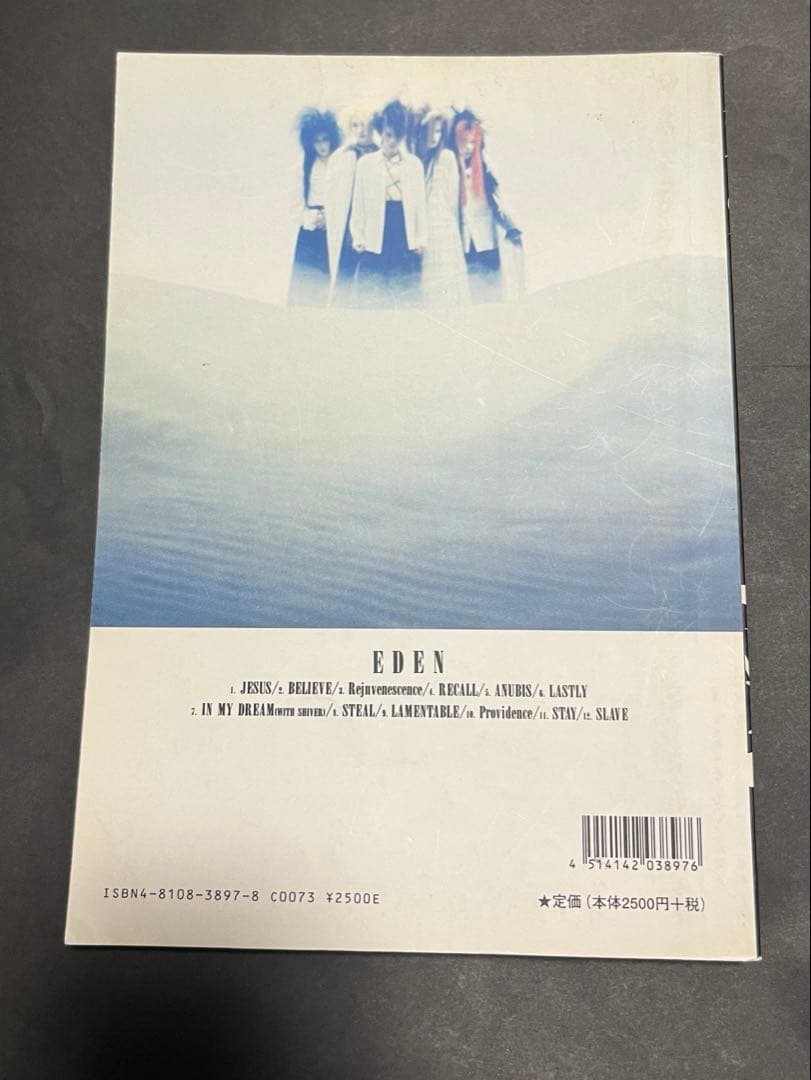 EDEN
1. JESUS/2. BELIEVE/3. Rejuvenescence/4. RECALL/5. ANUBIS/6. LASTLY
7. IN MY DREAM(WITH SHIVER)/8. STEAL/9. LAMENTABLE/10. Providence/11. STAY/12. SLAVE
4 514142 038976
ISBN4-8108-3897-8 C0073 ¥2500E
★定価(本体2500円+税)